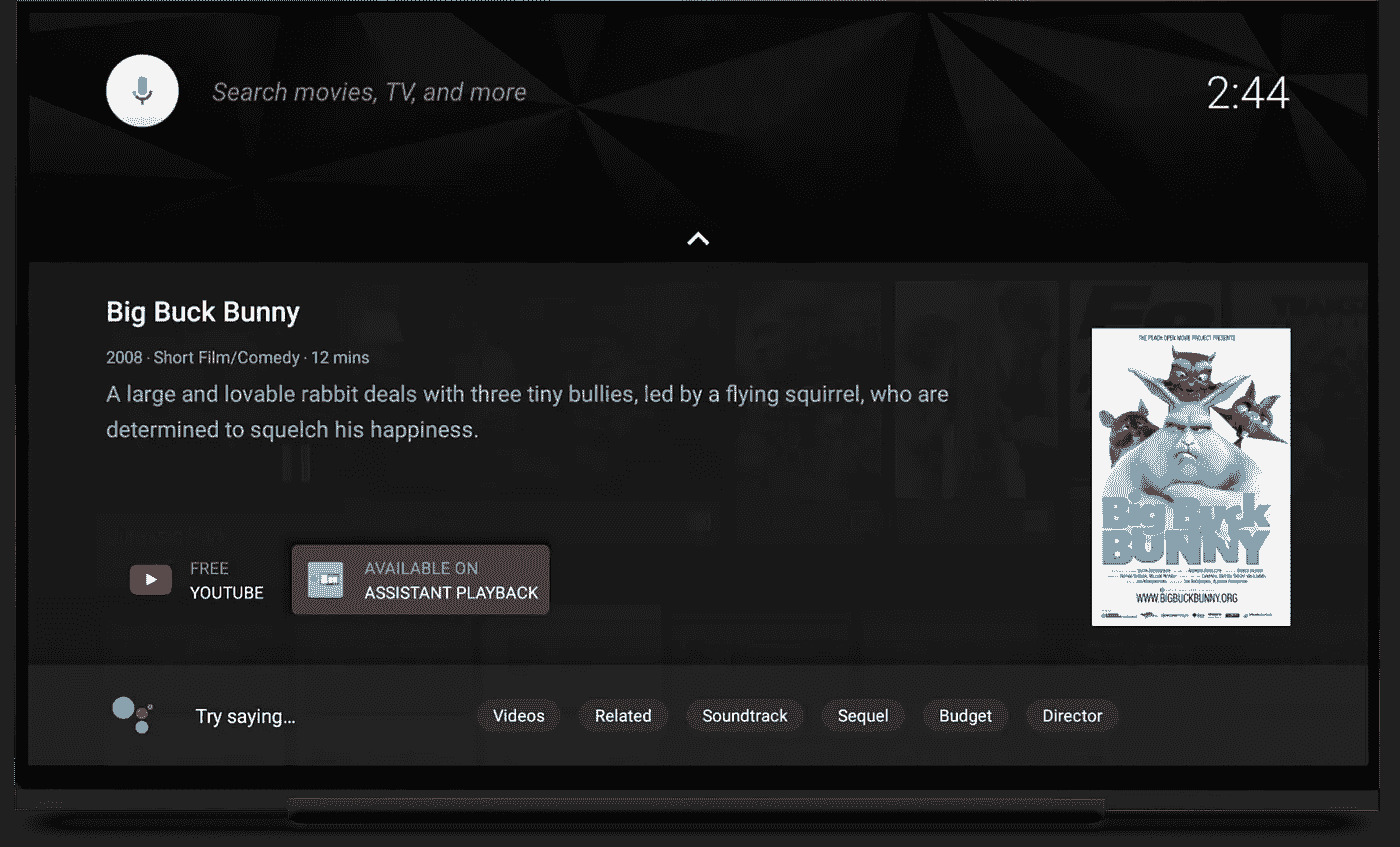 Search movies, TV, and more
2:44
Big Buck Bunny
2008 · Short Film/Comedy · 12 mins
A large and lovable rabbit deals with three tiny bullies, led by a flying squirrel, who are
determined to squelch his happiness.
THE PEACH OPEN MOVIE PROJECT PRESENTS
Big Buck
BUNNY
WWW.BIGBUCKBUNNY.ORG
FREE
YOUTUBE
AVAILABLE ON
ASSISTANT PLAYBACK
Try saying...
Videos
Related
Soundtrack
Sequel
Budget
Director